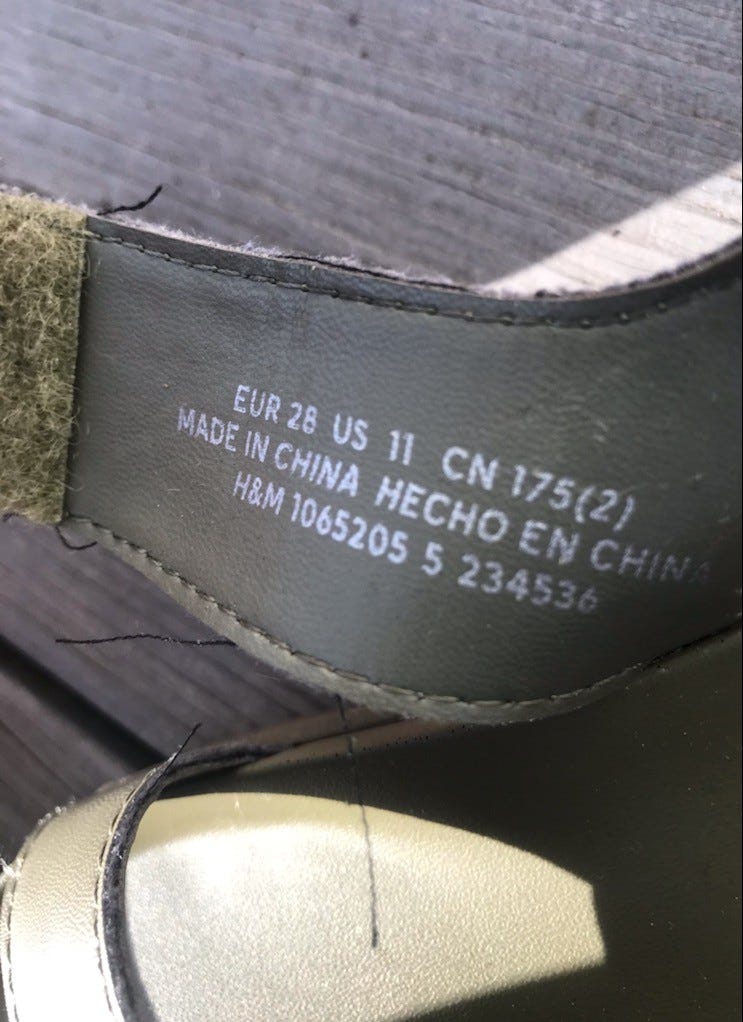 EUR 28 US 11 CN 175(2)
MADE IN CHINA HECHO EN CHINA
H&M 1065205 5 234536